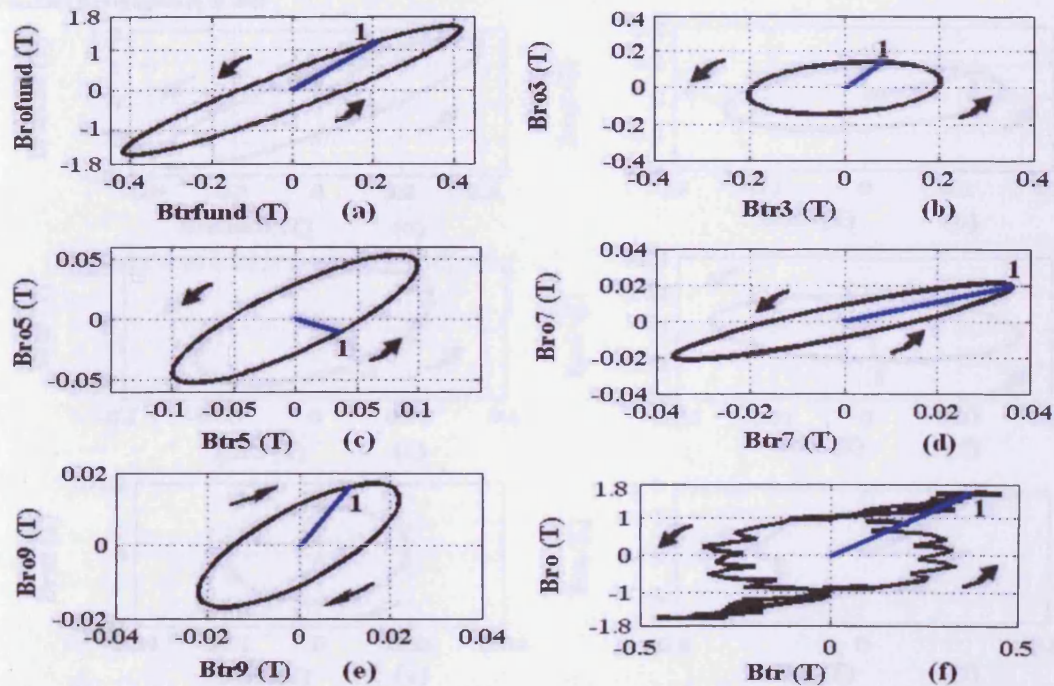 1.8
1
0
1
-1.8
Brofund (T)
1
-0.4 -0.2 0 0.2 0.4
Btrfund (T) (a)
0.4
0.2
0
-0.2
-0.4
Bro3 (T)
1
-0.4 -0.2 0 0.2 0.4
Btr3 (T) (b)
0.05
0
-0.05
Bro5 (T)
1
-0.1 -0.05 0 0.05 0.1
Btr5 (T) (c)
0.04
0.02
0
-0.02
-0.04
Bro7 (T)
1
-0.04 -0.02 0 0.02 0.04
Btr7 (T) (d)
0.02
0
-0.02
Bro9 (T)
1
-0.04 -0.02 0 0.02 0.04
Btr9 (T) (e)
1.8
1
0
-1
-1.8
Bro (T)
1
-0.5 0 0.5
Btr (T) (f)